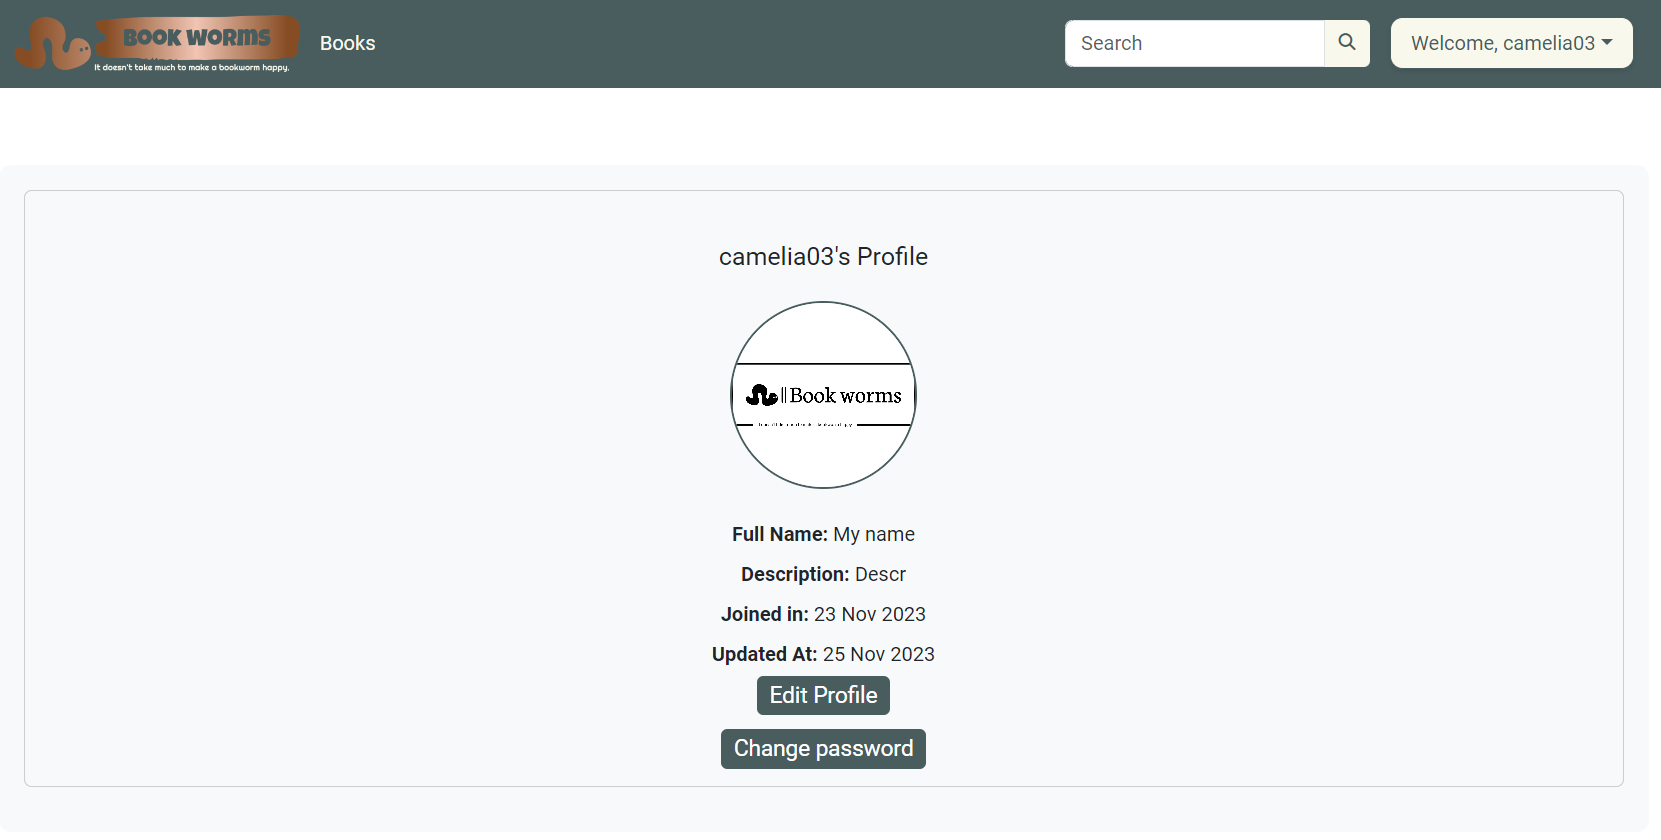 BOOK WORMS
It doesn't take much to make a bookworm happy.
Books
Search
Welcome, camelia03
camelia03's Profile
Book worms
Full Name: My name
Description: Descr
Joined in: 23 Nov 2023
Updated At: 25 Nov 2023
Edit Profile
Change password